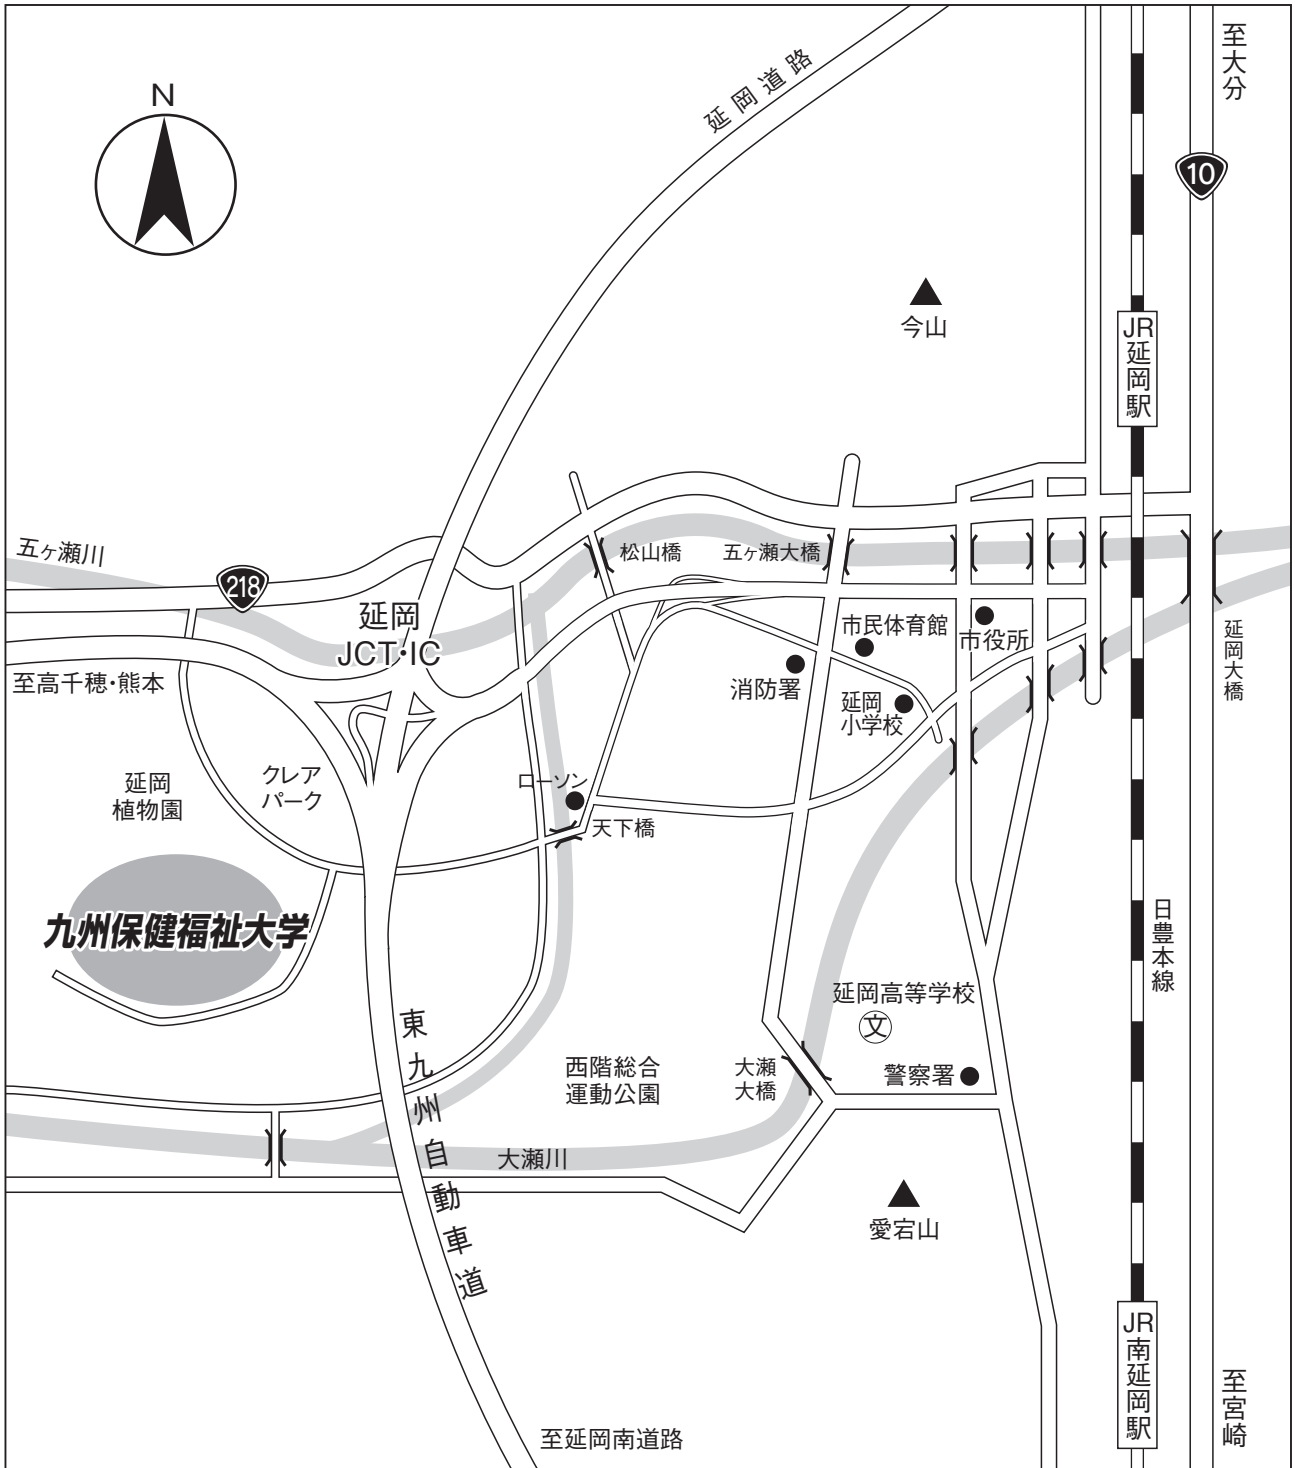 至大分
N
延岡道路
10
今山
JR延岡駅
五ヶ瀬川
松山橋
五ヶ瀬大橋
218
延岡
JCT・IC
市民体育館
市役所
延岡大橋
至高千穂・熊本
消防署
延岡
小学校
延岡
植物園
クレア
パーク
ローソン
天下橋
九州保健福祉大学
日豊本線
延岡高等学校
文
東九州自動車道
西階総合
運動公園
大瀬
大橋
警察署
大瀬川
愛宕山
JR南延岡駅
至宮崎
至延岡南道路